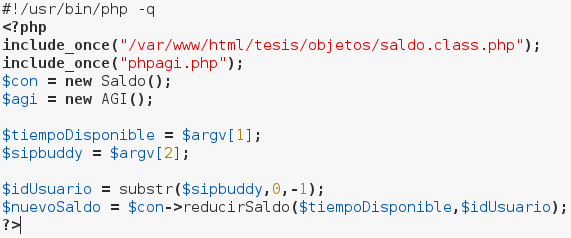 #!/usr/bin/php -q
<?php
include_once("/var/www/html/tesis/objetos/saldo.class.php");
include_once("phpagi.php");
$con = new Saldo();
$agi = new AGI();
$tiempoDisponible = $argv[1];
$sipbuddy = $argv[2];
$idUsuario = substr($sipbuddy,0,-1);
$nuevoSaldo = $con->reducirSaldo($tiempoDisponible,$idUsuario);
?>